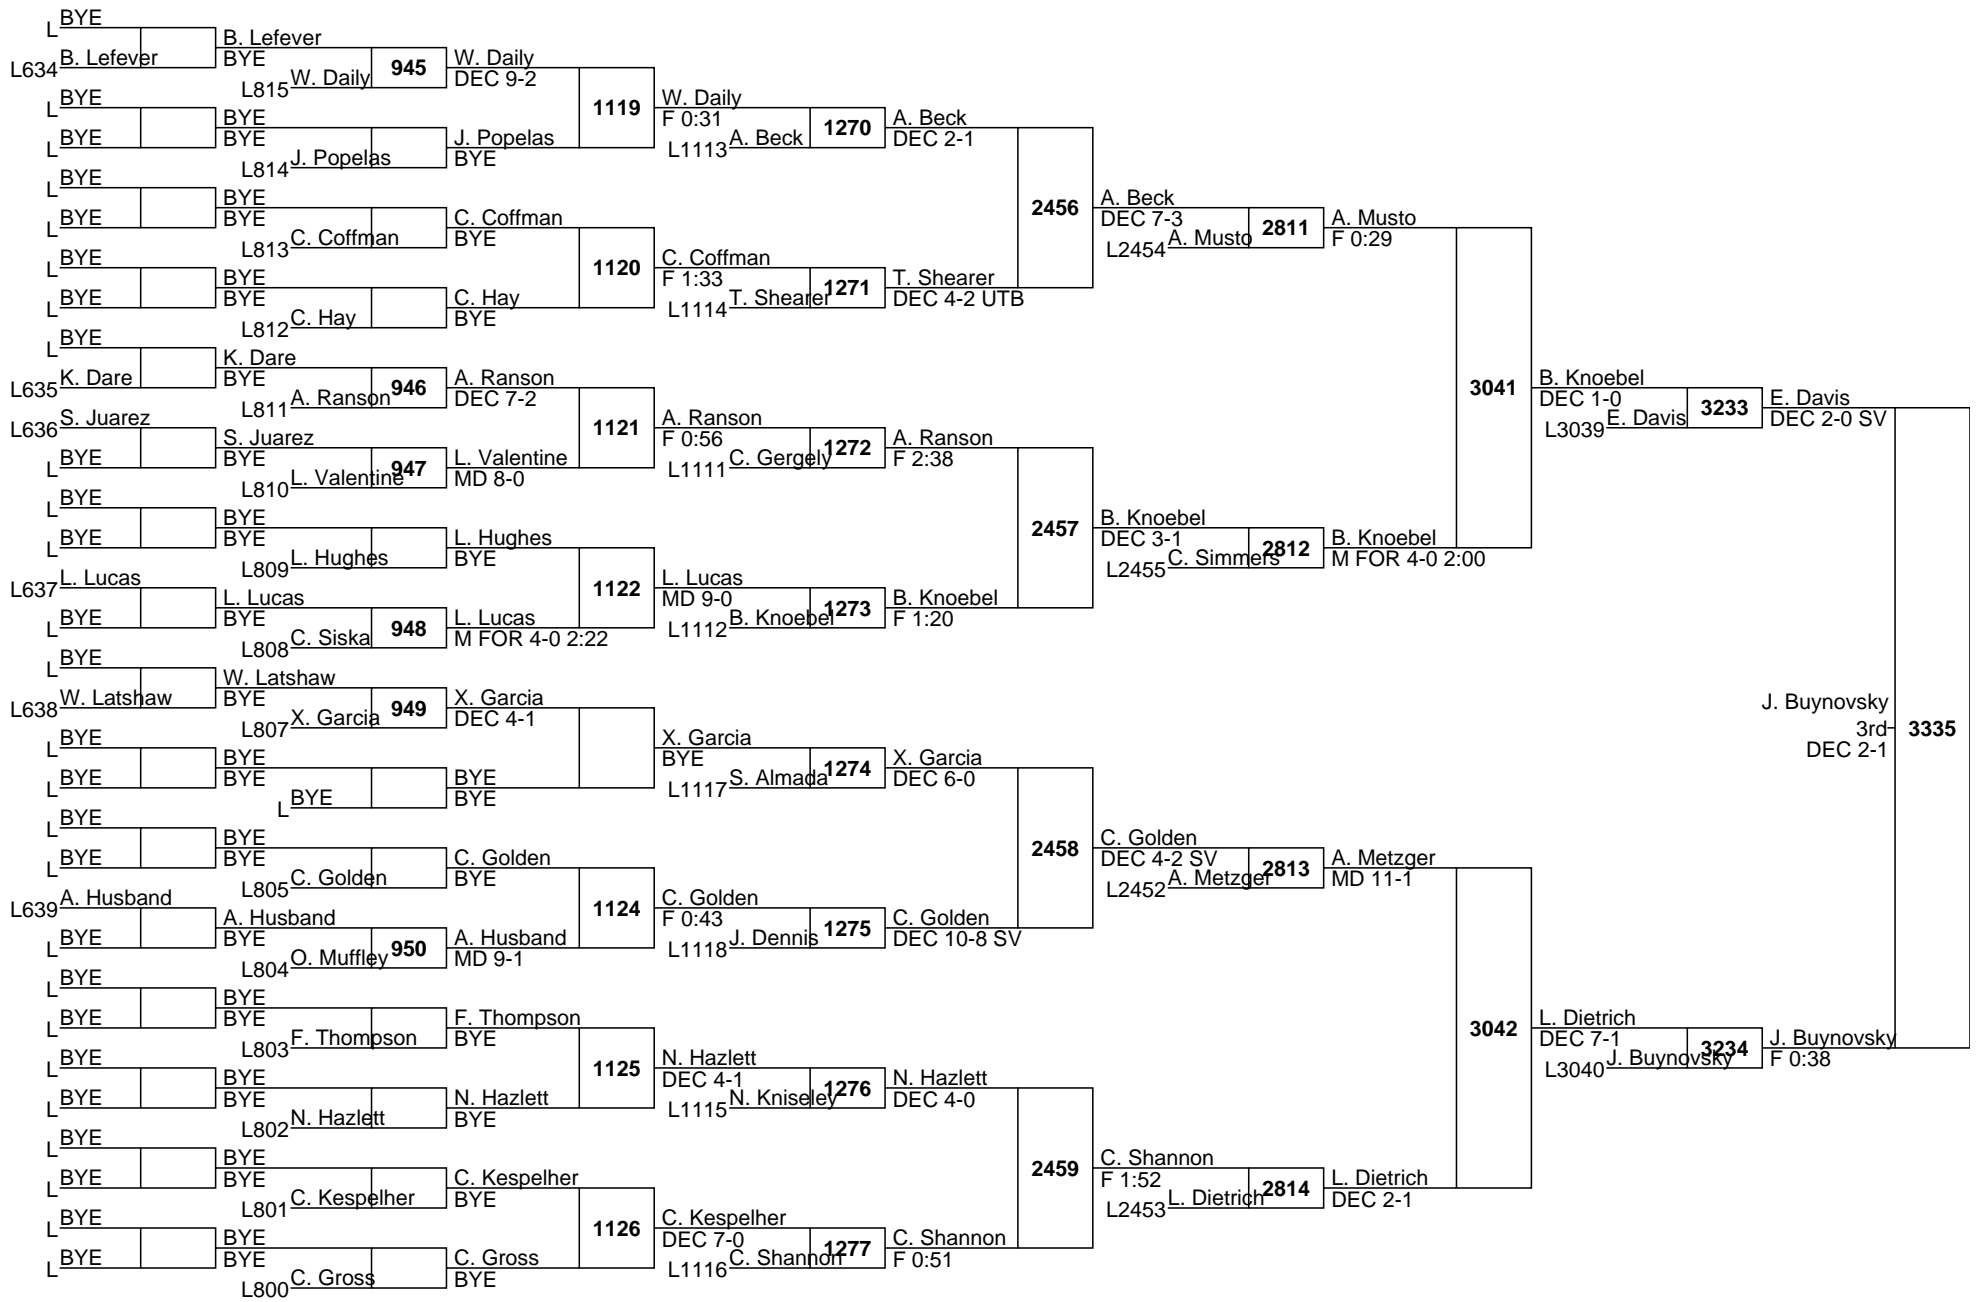 BYE
L
B. Lefever
L634
B. Lefever
BYE
W. Daily
L815
945
W. Daily
DEC 9-2
BYE
L
BYE
L
BYE
BYE
J. Popelas
L814
J. Popelas
BYE
1119
W. Daily
F 0:31
A. Beck
L1113
1270
A. Beck
DEC 2-1
BYE
L
BYE
L
BYE
BYE
C. Coffman
L813
C. Coffman
BYE
BYE
L
BYE
L
BYE
BYE
C. Hay
L812
C. Hay
BYE
1120
C. Coffman
F 1:33
T. Shearer
L1114
1271
T. Shearer
DEC 4-2 UTB
2456
A. Beck
DEC 7-3
A. Musto
L2454
2811
A. Musto
F 0:29
BYE
L
K. Dare
L635
K. Dare
BYE
A. Ranson
L811
946
A. Ranson
DEC 7-2
S. Juarez
L636
BYE
L
S. Juarez
BYE
L. Valentine
L810
947
L. Valentine
MD 8-0
1121
A. Ranson
F 0:56
C. Gergely
L1111
1272
A. Ranson
F 2:38
BYE
L
BYE
L
BYE
BYE
L. Hughes
L809
L. Hughes
BYE
L. Lucas
L637
BYE
L
L. Lucas
BYE
C. Siska
L808
948
L. Lucas
M FOR 4-0 2:22
1122
L. Lucas
MD 9-0
B. Knoebel
L1112
1273
B. Knoebel
F 1:20
2457
B. Knoebel
DEC 3-1
C. Simmers
L2455
2812
B. Knoebel
M FOR 4-0 2:00
3041
B. Knoebel
DEC 1-0
E. Davis
L3039
3233
E. Davis
DEC 2-0 SV
BYE
L
W. Latshaw
L638
W. Latshaw
BYE
X. Garcia
L807
949
X. Garcia
DEC 4-1
BYE
L
BYE
L
BYE
BYE
BYE
L
BYE
BYE
X. Garcia
BYE
S. Almada
L1117
1274
X. Garcia
DEC 6-0
BYE
L
BYE
L
BYE
BYE
C. Golden
L805
C. Golden
BYE
A. Husband
L639
BYE
L
A. Husband
BYE
O. Muffley
L804
950
A. Husband
MD 9-1
1124
C. Golden
F 0:43
J. Dennis
L1118
1275
C. Golden
DEC 10-8 SV
2458
C. Golden
DEC 4-2 SV
A. Metzger
L2452
2813
A. Metzger
MD 11-1
BYE
L
BYE
L
BYE
BYE
F. Thompson
L803
F. Thompson
BYE
BYE
L
BYE
L
BYE
BYE
N. Hazlett
L802
N. Hazlett
BYE
1125
N. Hazlett
DEC 4-1
N. Kniseley
L1115
1276
N. Hazlett
DEC 4-0
BYE
L
BYE
L
BYE
BYE
C. Kespelher
L801
C. Kespelher
BYE
BYE
L
BYE
L
BYE
BYE
C. Gross
L800
C. Gross
BYE
1126
C. Kespelher
DEC 7-0
C. Shannon
L1116
1277
C. Shannon
F 0:51
2459
C. Shannon
F 1:52
L. Dietrich
L2453
2814
L. Dietrich
DEC 2-1
3042
L. Dietrich
DEC 7-1
J. Buynovsky
L3040
3234
J. Buynovsky
F 0:38
J. Buynovsky
3rd
DEC 2-1
3335